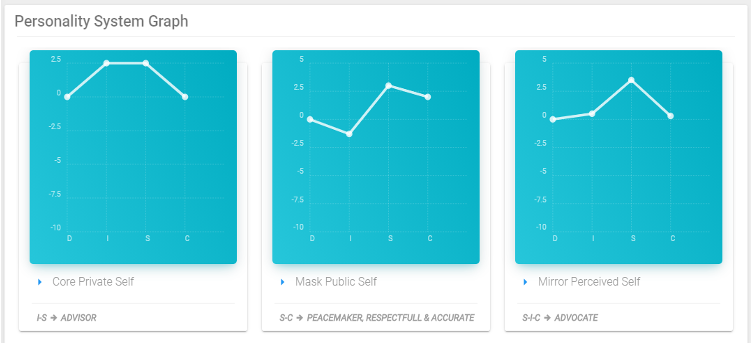 Personality System Graph
2.5
0
-2.5
-5
-7.5
-10
D I S C
Core Private Self
I-S → ADVISOR
5
2.5
0
-2.5
-5
-7.5
-10
D I S C
Mask Public Self
S-C → PEACEMAKER, RESPECTFULL & ACCURATE
5
2.5
0
-2.5
-5
-7.5
-10
D I S C
Mirror Perceived Self
S-I-C → ADVOCATE